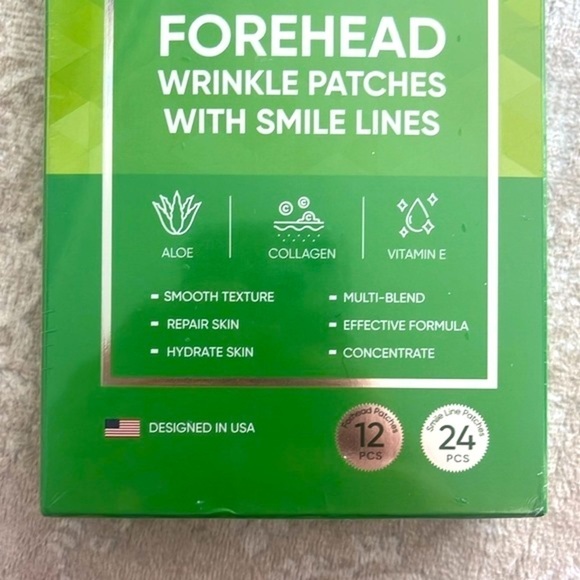 FOREHEAD
WRINKLE PATCHES
WITH SMILE LINES
ALOE
COLLAGEN
VITAMIN E
SMOOTH TEXTURE
REPAIR SKIN
HYDRATE SKIN
MULTI-BLEND
EFFECTIVE FORMULA
CONCENTRATE
DESIGNED IN USA
Forehead Patches
12
PCS
Smile Line Patches
24
PCS